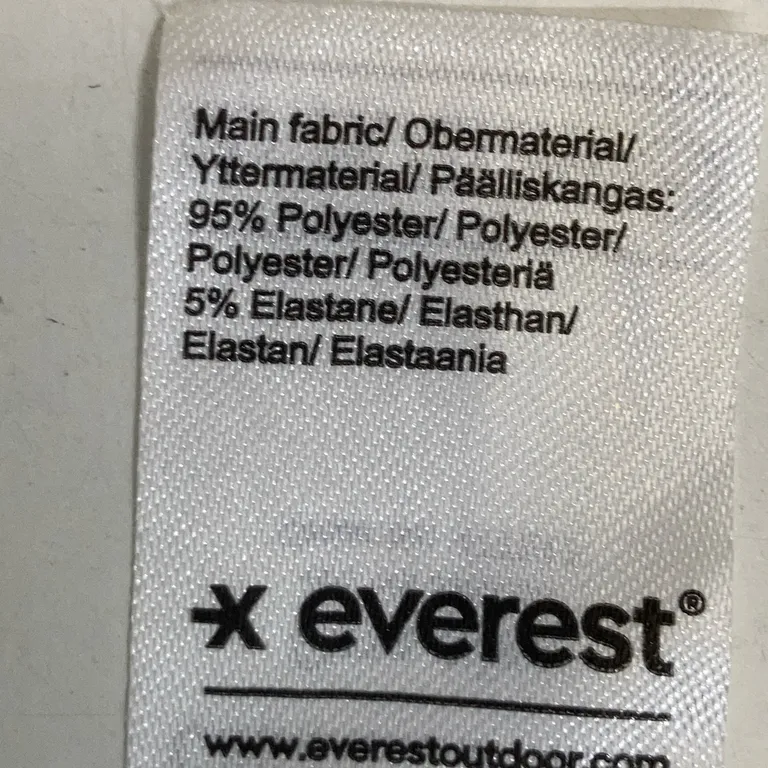 Main fabric/ Obermaterial/
Yttermaterial/ Päälliskangas:
95% Polyester/ Polyester/
Polyester/ Polyesteriä
5% Elastane/ Elasthan/
Elastan/ Elastaania
everest®
www.everestoutdoor.com